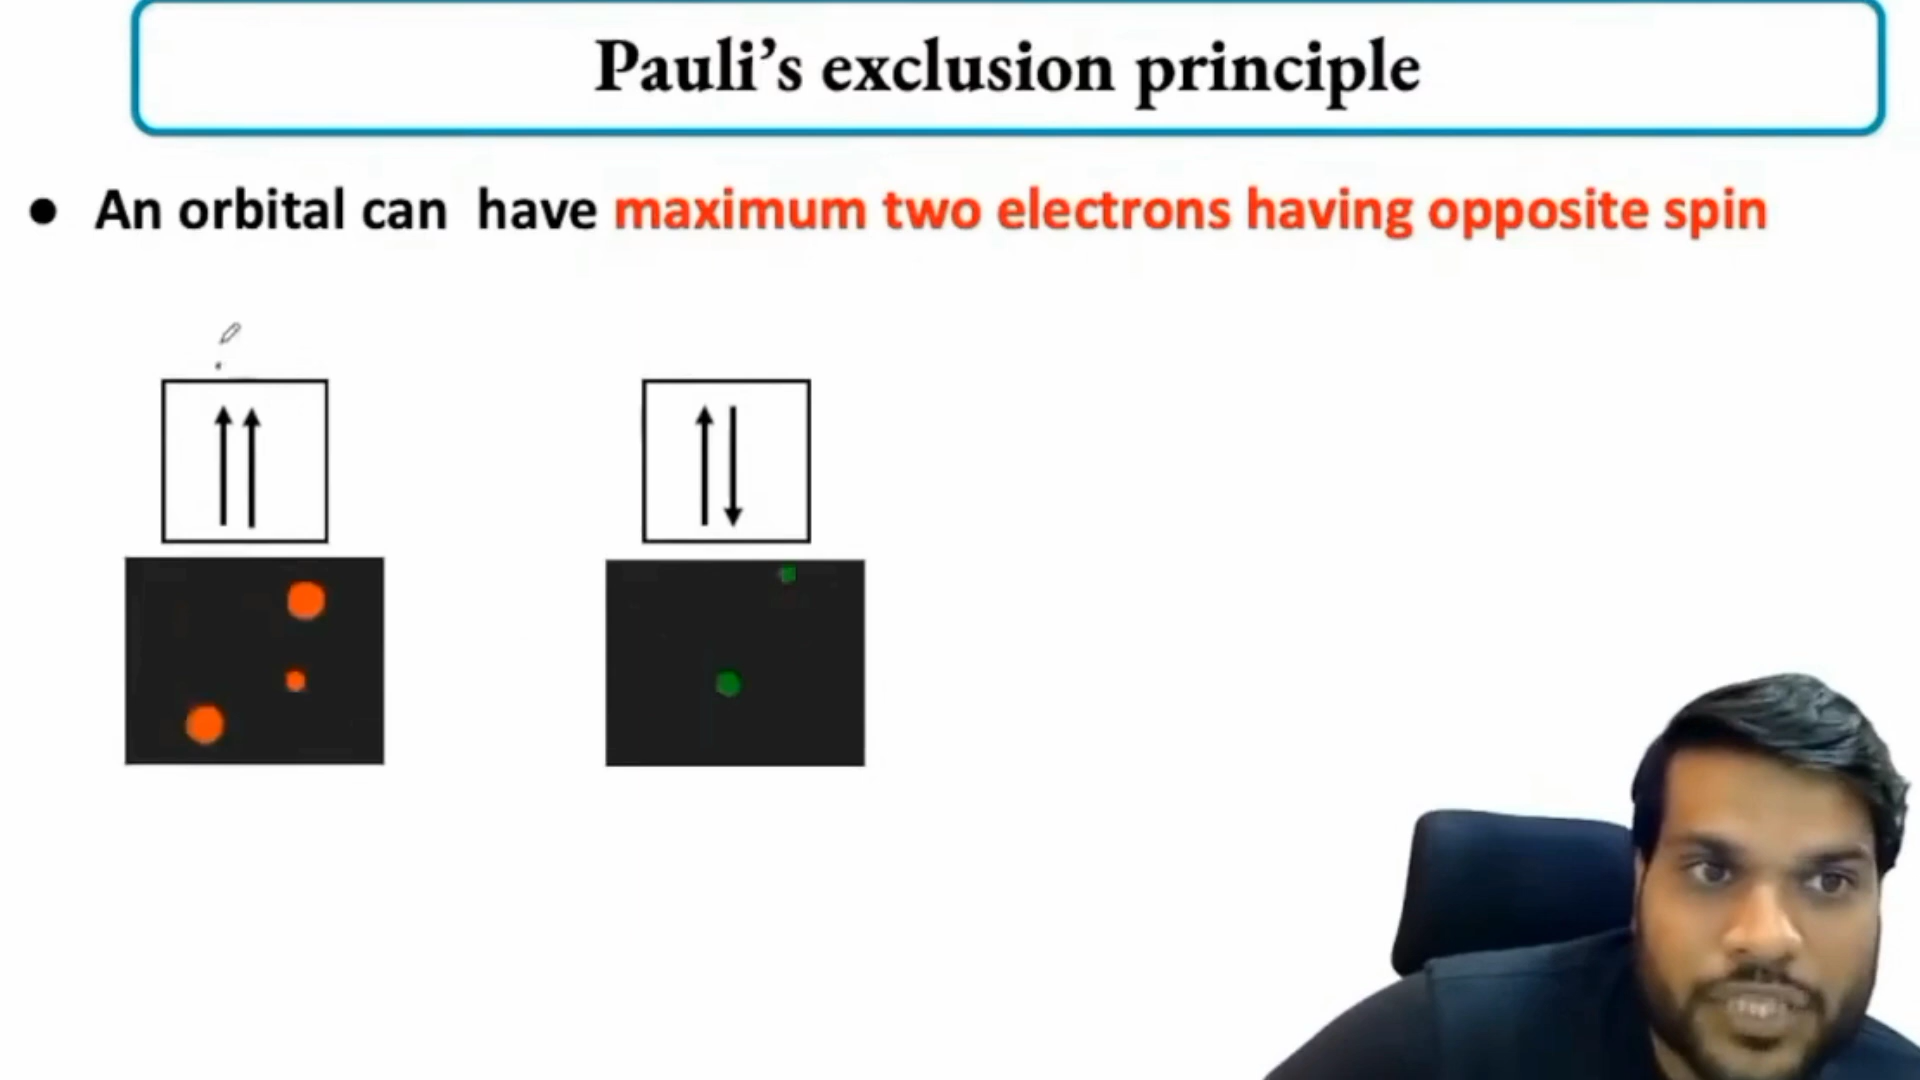 Pauli’s exclusion principle
● An orbital can have maximum two electrons having opposite spin